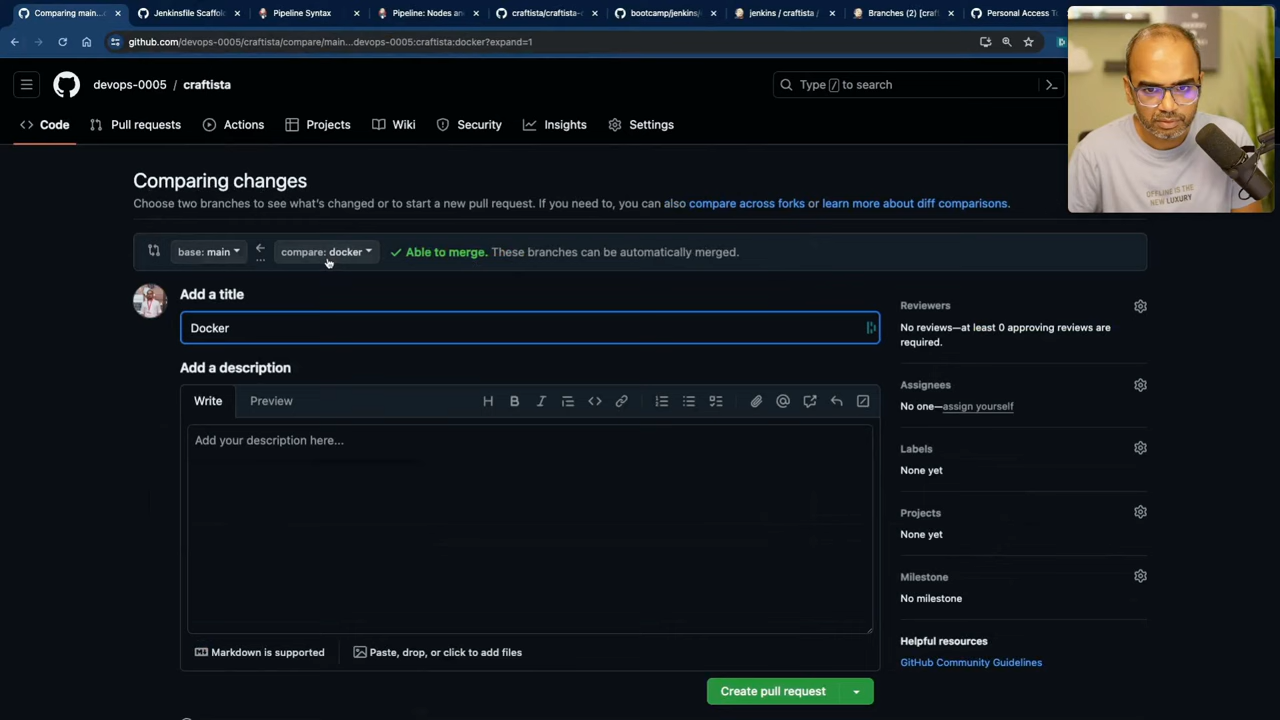 Comparing main...d
Jenkinsfile Scaffol
Pipeline Syntax
Pipeline: Nodes an
craftista/craftista-
bootcamp/jenkins/
jenkins / craftista /
Branches (2) [craft
Personal Access T
github.com/devops-0005/craftista/compare/main...devops-0005:craftista:docker?expand=1
devops-0005 / craftista
Type / to search
Code
Pull requests
Actions
Projects
Wiki
Security
Insights
Settings
OFFLINE IS THE
NEW LUXURY
Comparing changes
Choose two branches to see what's changed or to start a new pull request. If you need to, you can also compare across forks or learn more about diff comparisons.
base: main
compare: docker
Able to merge. These branches can be automatically merged.
Add a title
Docker
Add a description
Write
Preview
Add your description here...
Markdown is supported
Paste, drop, or click to add files
Create pull request
Reviewers
No reviews—at least 0 approving reviews are
required.
Assignees
No one—assign yourself
Labels
None yet
Projects
None yet
Milestone
No milestone
Helpful resources
GitHub Community Guidelines